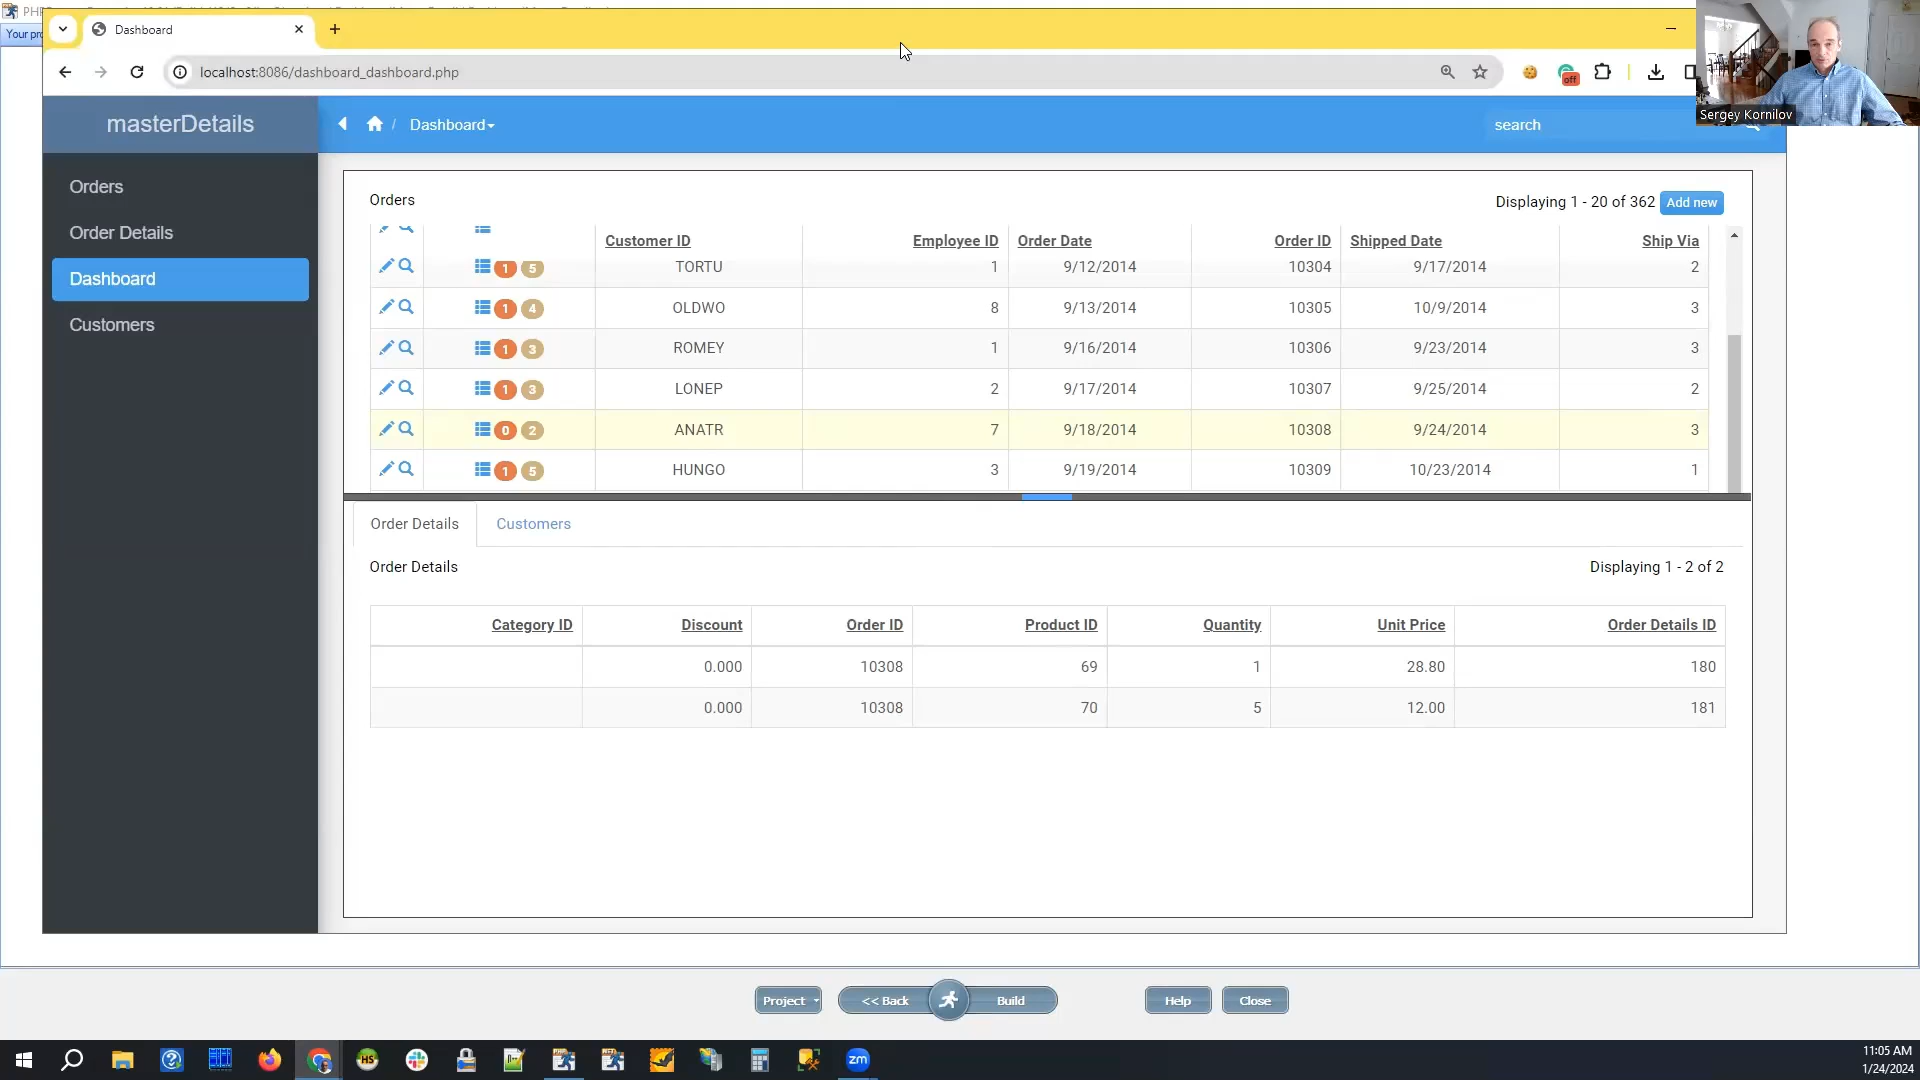 PHP
Your pro
Dashboard
localhost:8086/dashboard_dashboard.php
off
Sergey Kornilov
masterDetails
/ Dashboard
search
Orders
Order Details
Dashboard
Customers
Orders
Displaying 1 - 20 of 362 Add new
Customer ID Employee ID Order Date Order ID Shipped Date Ship Via
1 5 TORTU 1 9/12/2014 10304 9/17/2014 2
1 4 OLDWO 8 9/13/2014 10305 10/9/2014 3
1 3 ROMEY 1 9/16/2014 10306 9/23/2014 3
1 3 LONEP 2 9/17/2014 10307 9/25/2014 2
0 2 ANATR 7 9/18/2014 10308 9/24/2014 3
1 5 HUNGO 3 9/19/2014 10309 10/23/2014 1
Order Details Customers
Order Details Displaying 1 - 2 of 2
Category ID Discount Order ID Product ID Quantity Unit Price Order Details ID
0.000 10308 69 1 28.80 180
0.000 10308 70 5 12.00 181
Project << Back Build Help Close
HS
zm
11:05 AM
1/24/2024